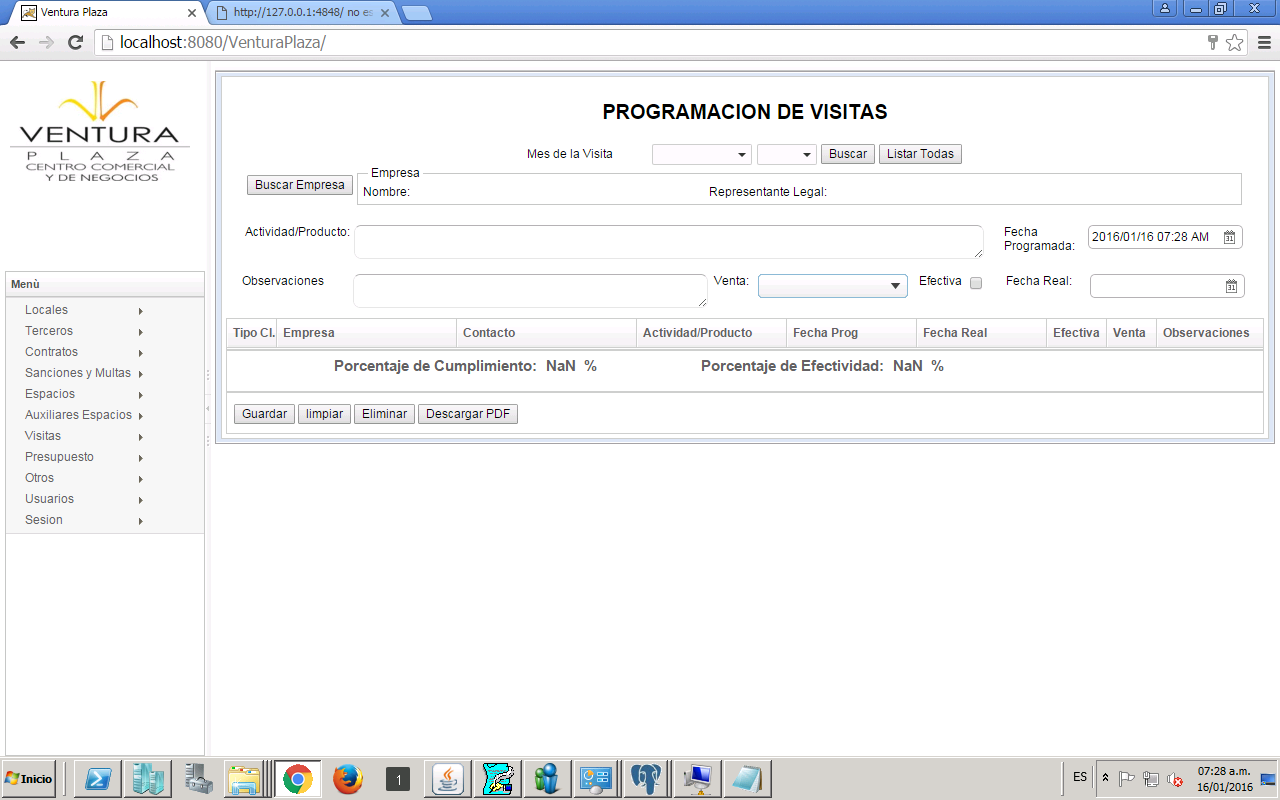 Ventura Plaza
http://127.0.0.1:4848/ no es
localhost:8080/VenturaPlaza/
VENTURA
PLAZA
CENTRO COMERCIAL
Y DE NEGOCIOS
Menù
Locales
Terceros
Contratos
Sanciones y Multas
Espacios
Auxiliares Espacios
Visitas
Presupuesto
Otros
Usuarios
Sesion
PROGRAMACION DE VISITAS
Mes de la Visita Buscar Listar Todas
Buscar Empresa
Empresa
Nombre: Representante Legal:
Actividad/Producto:
Fecha Programada: 2016/01/16 07:28 AM
Observaciones Venta: Efectiva Fecha Real:
Tipo Cl. Empresa Contacto Actividad/Producto Fecha Prog Fecha Real Efectiva Venta Observaciones
Porcentaje de Cumplimiento: NaN % Porcentaje de Efectividad: NaN %
Guardar limpiar Eliminar Descargar PDF
Inicio
1
ES
07:28 a.m.
16/01/2016